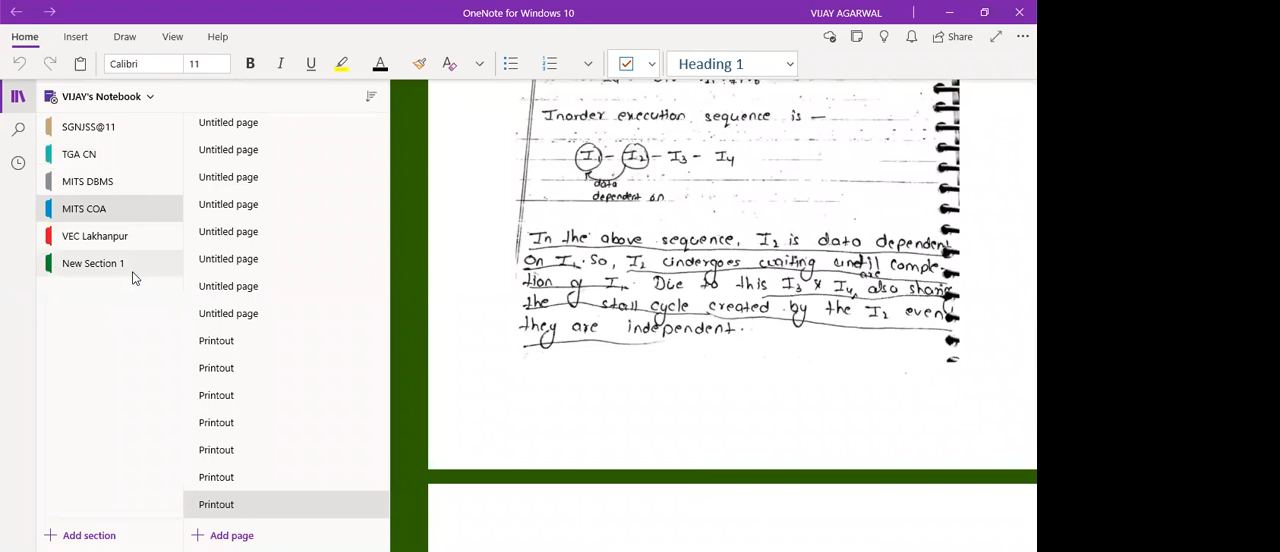 OneNote for Windows 10
VIJAY AGARWAL
Home
Insert
Draw
View
Help
Share
Calibri
11
B
I
U
A
A
Heading 1
VIJAY's Notebook
SGNJSS@11
TGA CN
MITS DBMS
MITS COA
VEC Lakhanpur
New Section 1
Add section
Untitled page
Untitled page
Untitled page
Untitled page
Untitled page
Untitled page
Untitled page
Untitled page
Printout
Printout
Printout
Printout
Printout
Printout
Printout
Add page
Inorder execution sequence is —
I1 - I2 - I3 - I4
data
dependent on
In the above sequence, I2 is data dependent
on I1. So, I2 undergoes waiting untill comple-
tion of I1. Due to this I3 & I4 are also sharing
the stall cycle created by the I2 even
they are independent.